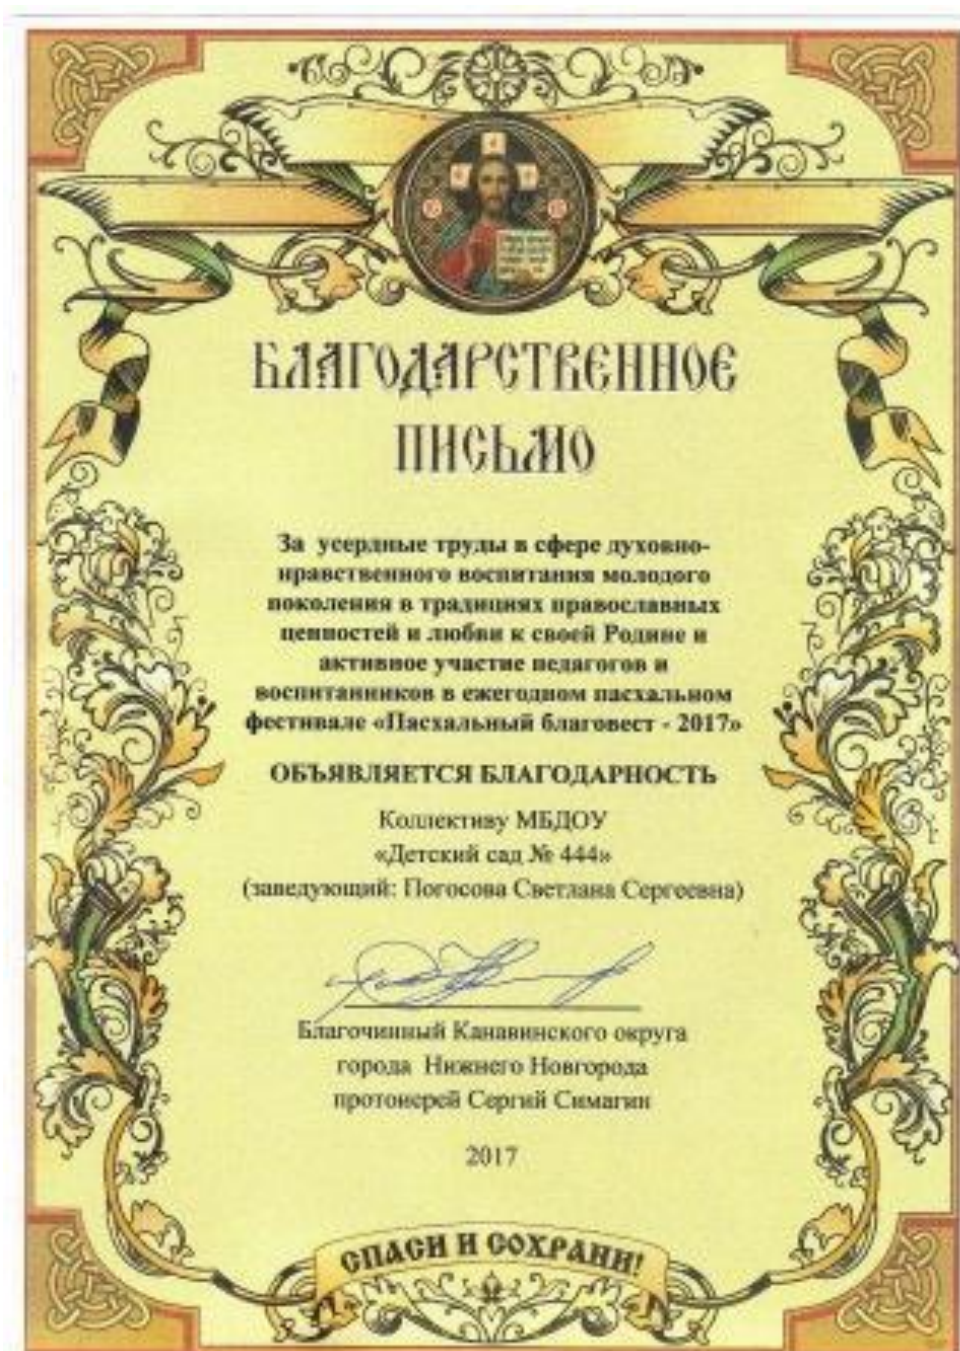 БЛАГОДАРСТВЕННОЕ
ПИСЬМО
За усердные труды в сфере духовно-
нравственного воспитания молодого
поколения в традициях православных
ценностей и любви к своей Родине и
активное участие педагогов и
воспитанников в ежегодном пасхальном
фестивале «Пасхальный благовест - 2017»
ОБЪЯВЛЯЕТСЯ БЛАГОДАРНОСТЬ
Коллективу МБДОУ
«Детский сад № 444»
(заведующий: Погосова Светлана Сергеевна)
Благочинный Канавинского округа
города Нижнего Новгорода
протоиерей Сергий Симагин
2017
СПАСИ И СОХРАНИ!